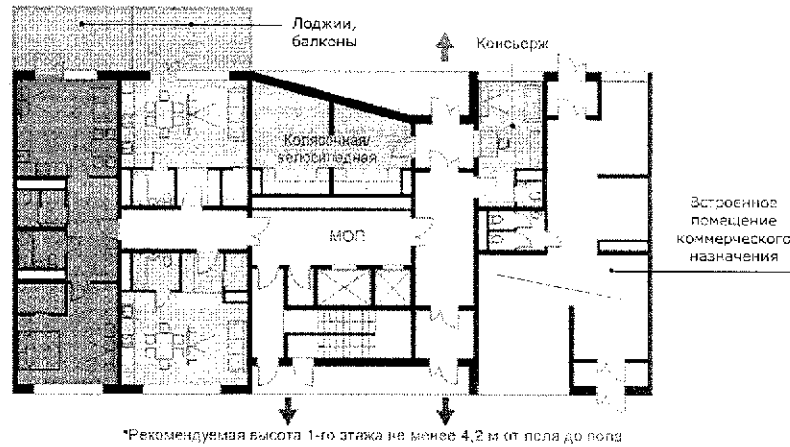 Лоджии,
балконы
Консьерж
Колясочная/
велосипедная
МОП
Встроенное
помещение
коммерческого
назначения
*Рекомендуемая высота 1-го этажа не менее 4,2 м от пола до пола